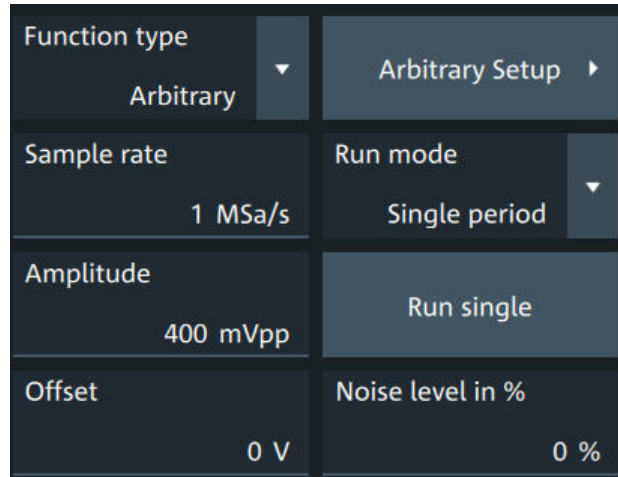 Function type
Arbitrary
Arbitrary Setup
Sample rate
1 MSa/s
Run mode
Single period
Amplitude
400 mVpp
Run single
Offset
0 V
Noise level in %
0 %